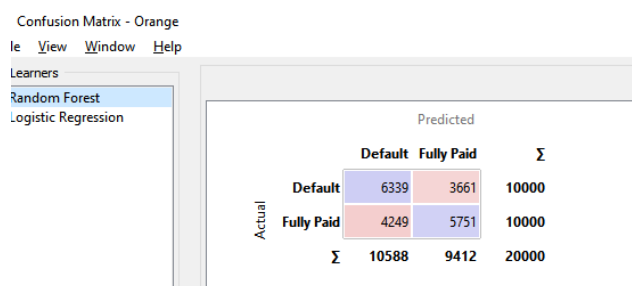 Confusion Matrix - Orange
le View Window Help
Learners
Random Forest
Logistic Regression
Predicted
Default Fully Paid Σ
Default 6339 3661 10000
Actual
Fully Paid 4249 5751 10000
Σ 10588 9412 20000